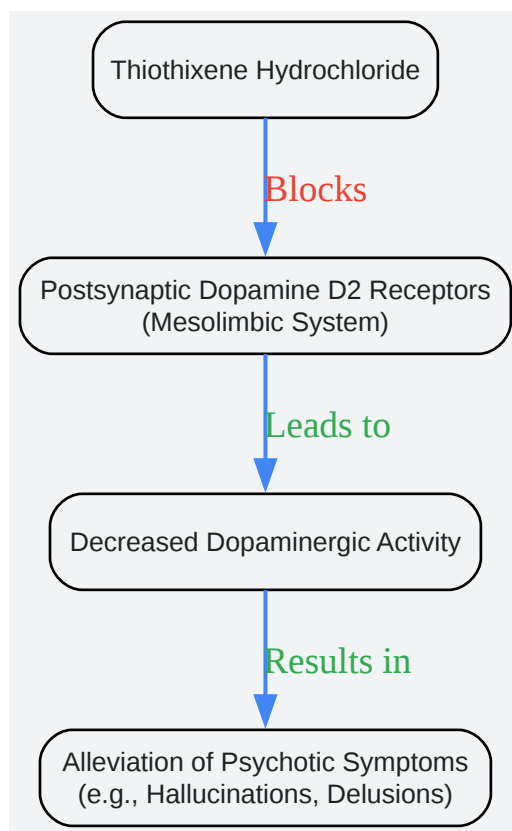 Thiothixene Hydrochloride
Blocks
Postsynaptic Dopamine D2 Receptors
(Mesolimbic System)
Leads to
Decreased Dopaminergic Activity
Results in
Alleviation of Psychotic Symptoms
(e.g., Hallucinations, Delusions)